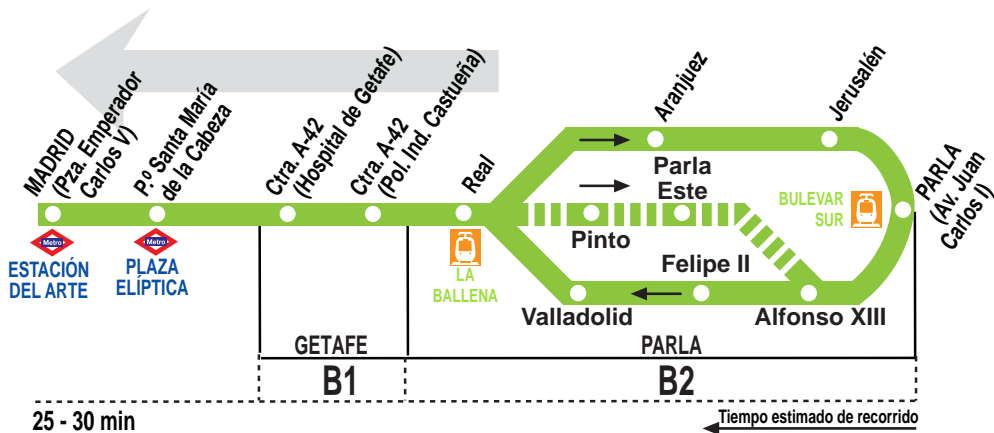 MADRID
(Pza. Emperador
Carlos V)
P.º Santa María
de la Cabeza
Ctra. A-42
(Hospital de Getafe)
Ctra. A-42
(Pol. Ind. Castueña)
Real
Aranjuez
Jerusalén
PARLA
(Av. Juan
Carlos I)
Parla
Este
Pinto
BULEVAR
SUR
Metro
ESTACIÓN
DEL ARTE
Metro
PLAZA
ELÍPTICA
LA
BALLENA
Felipe II
Valladolid
Alfonso XIII
GETAFE
PARLA
B1
B2
25 - 30 min
Tiempo estimado de recorrido